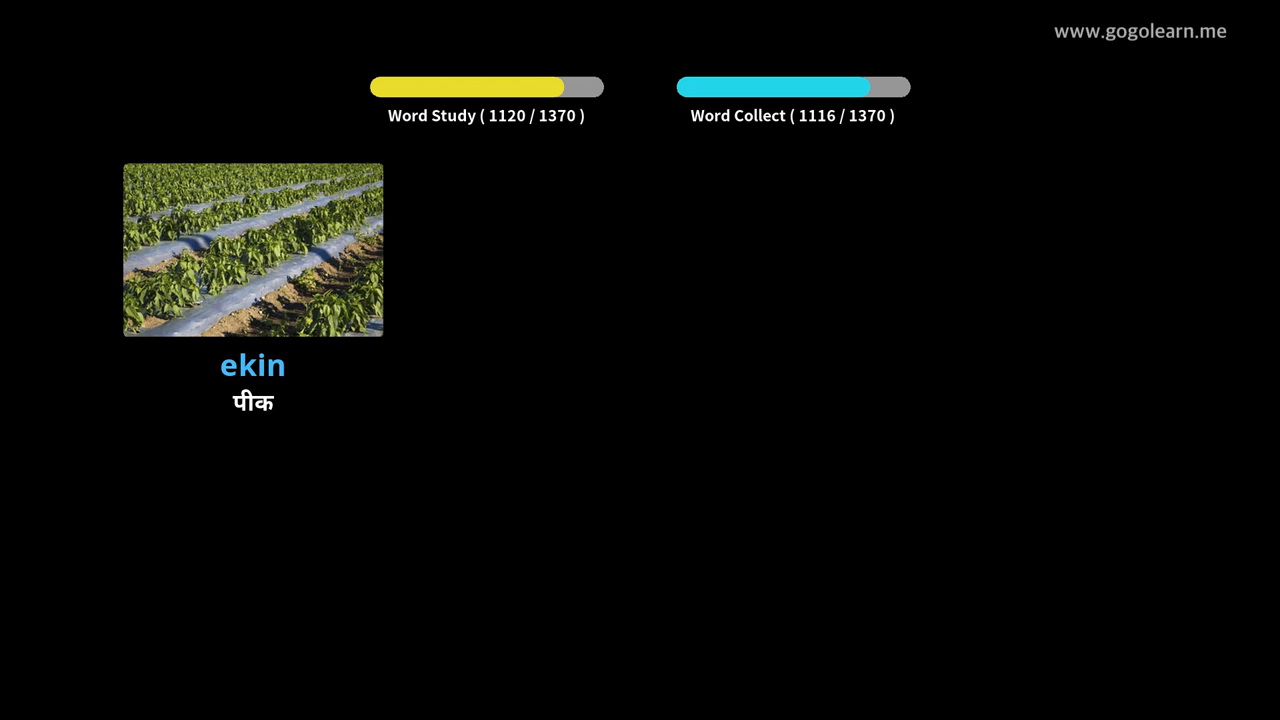 www.gogolearn.me
Word Study ( 1120 / 1370 )
Word Collect ( 1116 / 1370 )
ekin
पीक